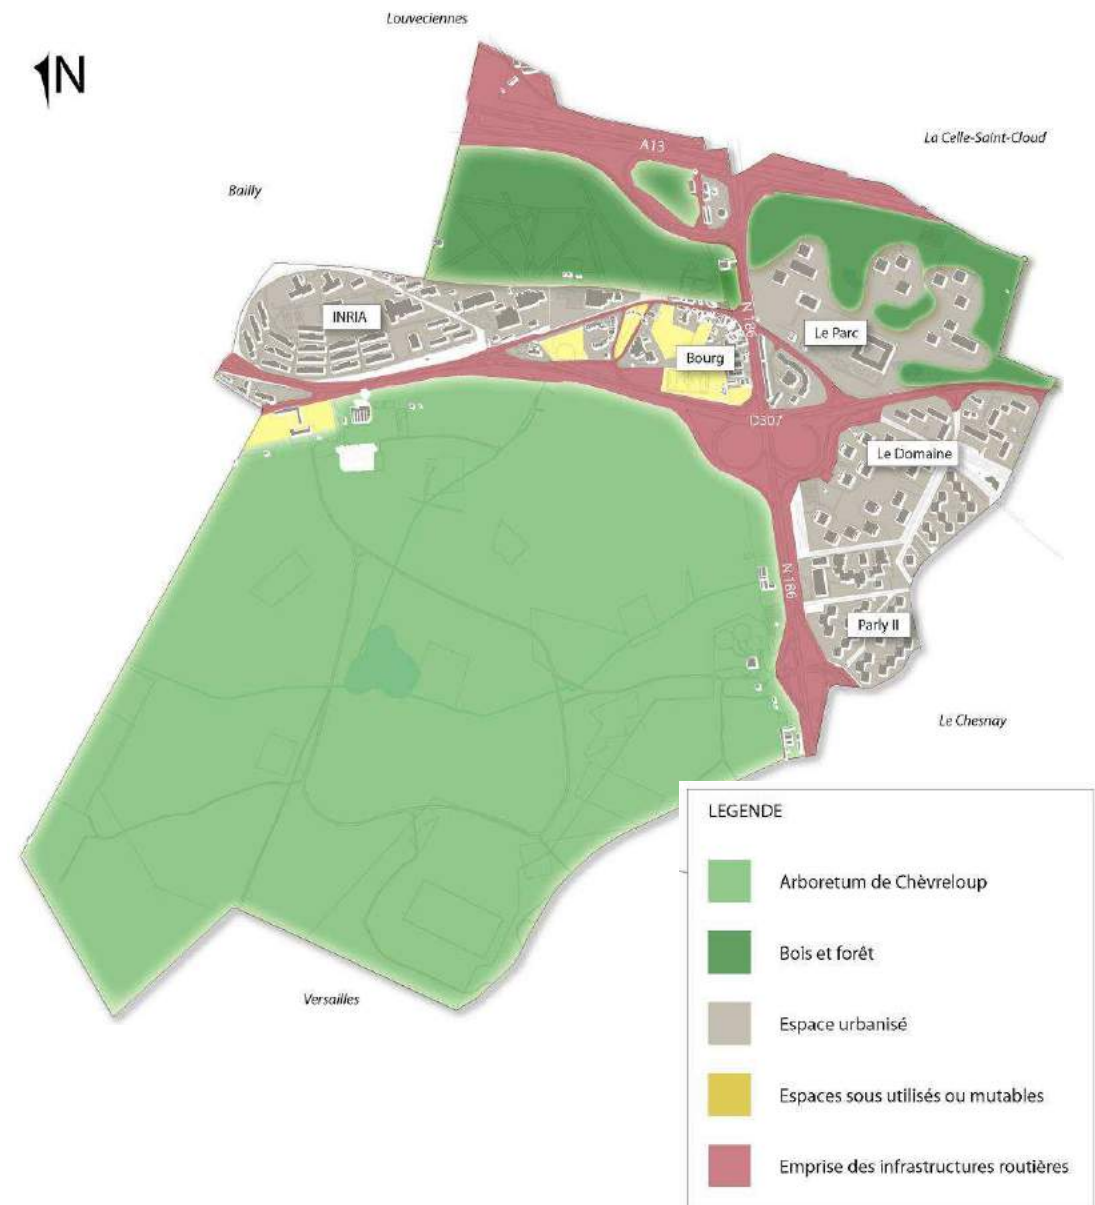 Louveciennes
N
La Celle-Saint-Cloud
A13
Bailly
N 186
INRIA
Le Parc
Bourg
D307
Le Domaine
N 186
Parly II
Le Chesnay
Versailles
LEGENDE
Arboretum de Chèvreloup
Bois et forêt
Espace urbanisé
Espaces sous utilisés ou mutables
Emprise des infrastructures routières